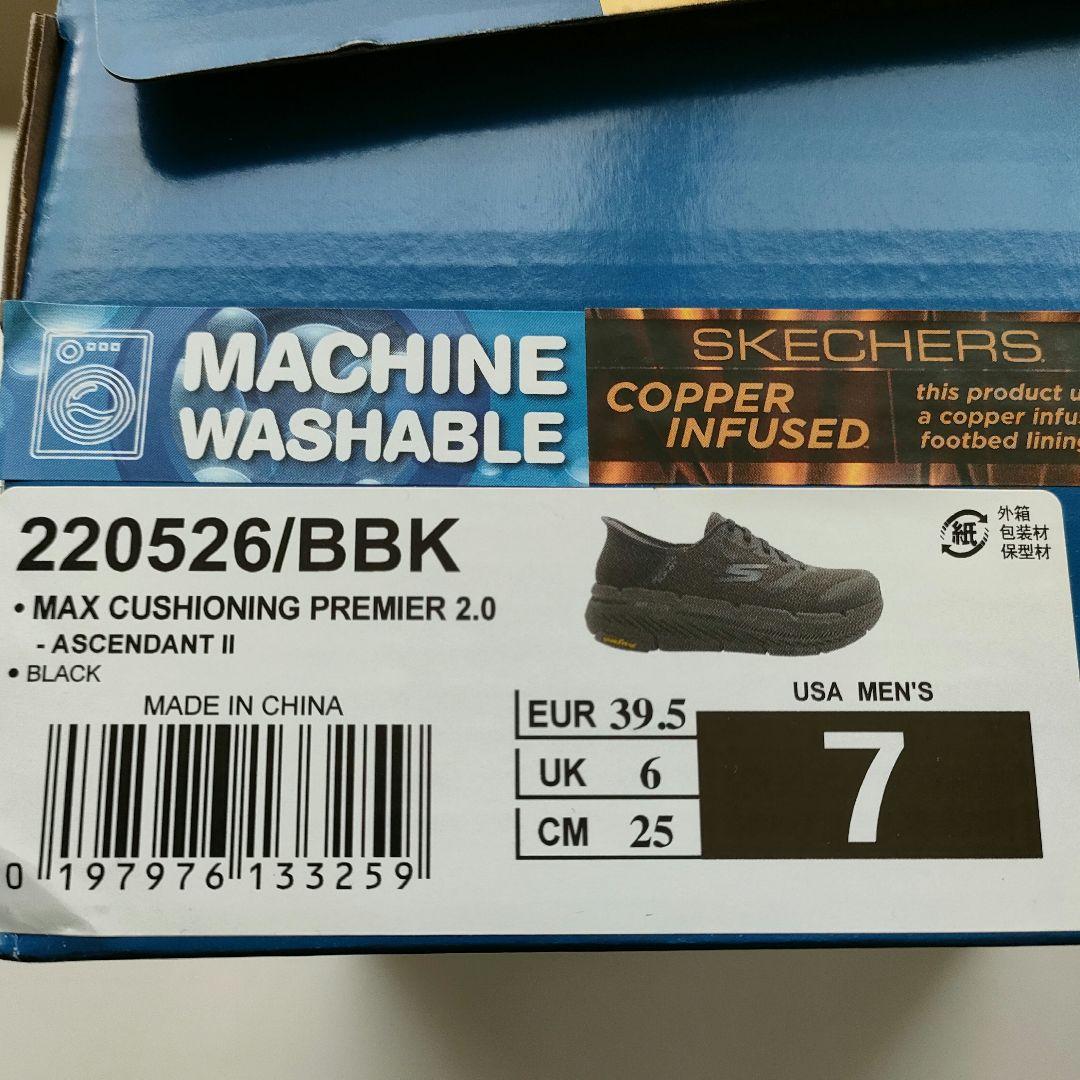 MACHINE
WASHABLE
SKECHERS
COPPER
INFUSED
this product
a copper
footbed
220526/BBK
• MAX CUSHIONING PREMIER 2.0
- ASCENDANT II
• BLACK
MADE IN CHINA
0 197976 133259
紙
外箱
包装材
保型材
USA MEN'S
7
EUR 39.5
UK 6
CM 25